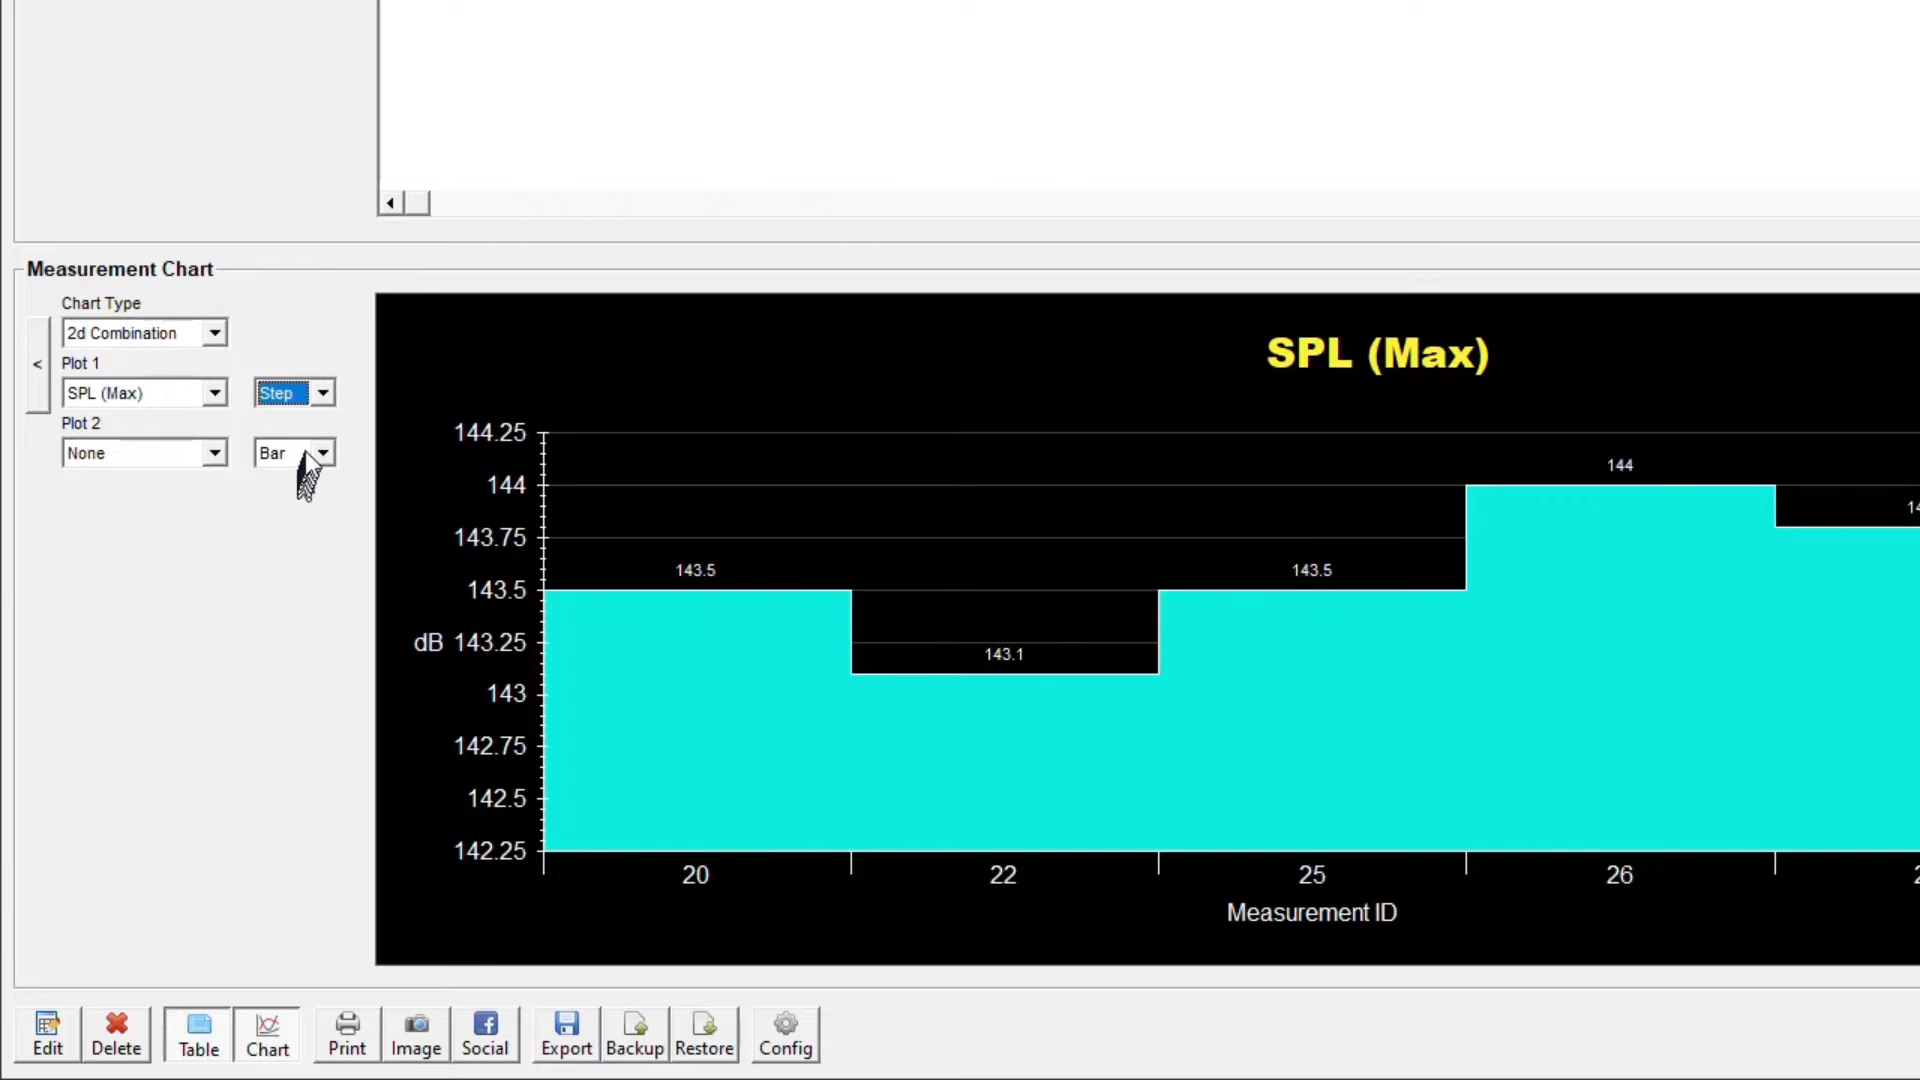 Measurement Chart
Chart Type
2d Combination
<
Plot 1
SPL (Max)
Step
Plot 2
None
Bar
SPL (Max)
144.25
144
143.75
143.5
dB 143.25
143
142.75
142.5
142.25
143.5
143.1
143.5
144
20
22
25
26
Measurement ID
Edit
Delete
Table
Chart
Print
Image
Social
Export
Backup
Restore
Config